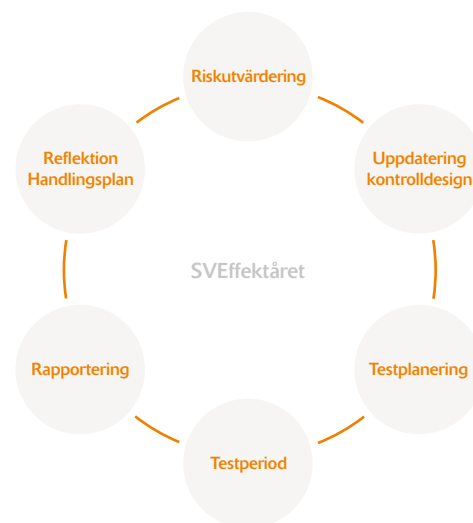 Riskutvärdering
Uppdatering
kontrolldesign
Testplanering
Testperiod
Rapportering
Reflektion
Handlingsplan
SVEffektåret